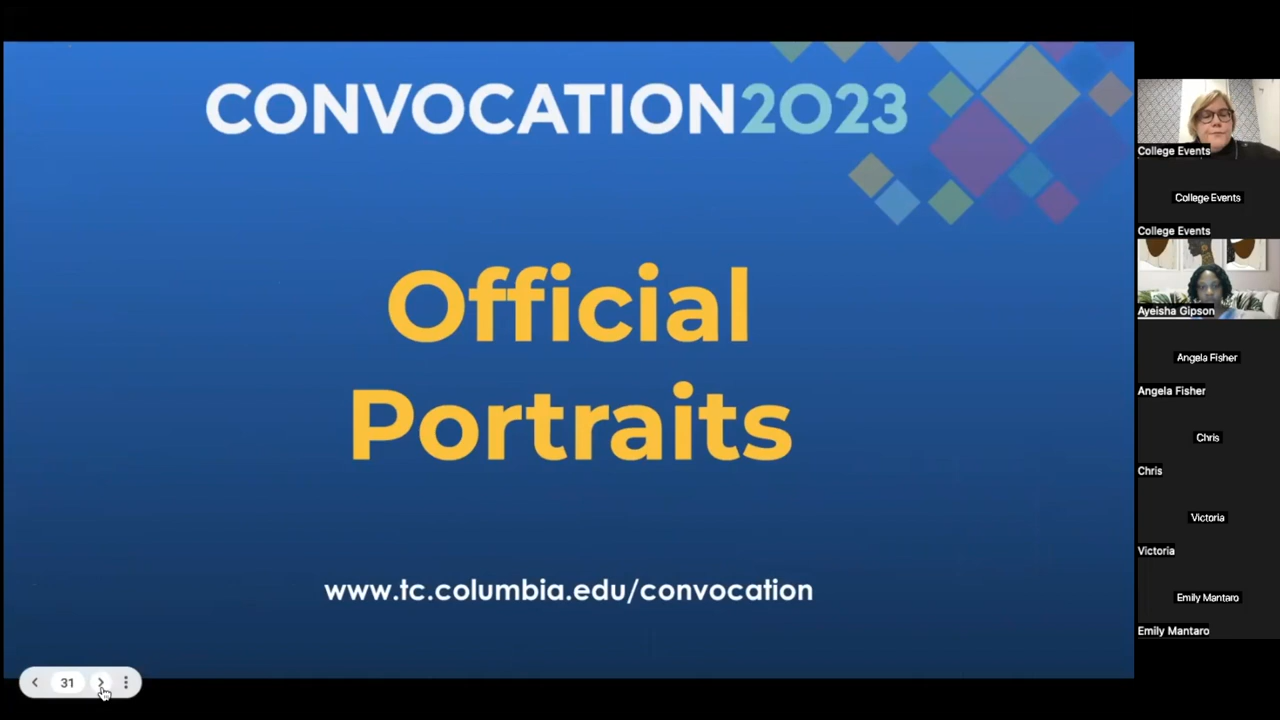 CONVOCATION2023
Official
Portraits
www.tc.columbia.edu/convocation
31
College Events
College Events
College Events
Ayeisha Gipson
Angela Fisher
Angela Fisher
Chris
Chris
Victoria
Victoria
Emily Mantaro
Emily Mantaro